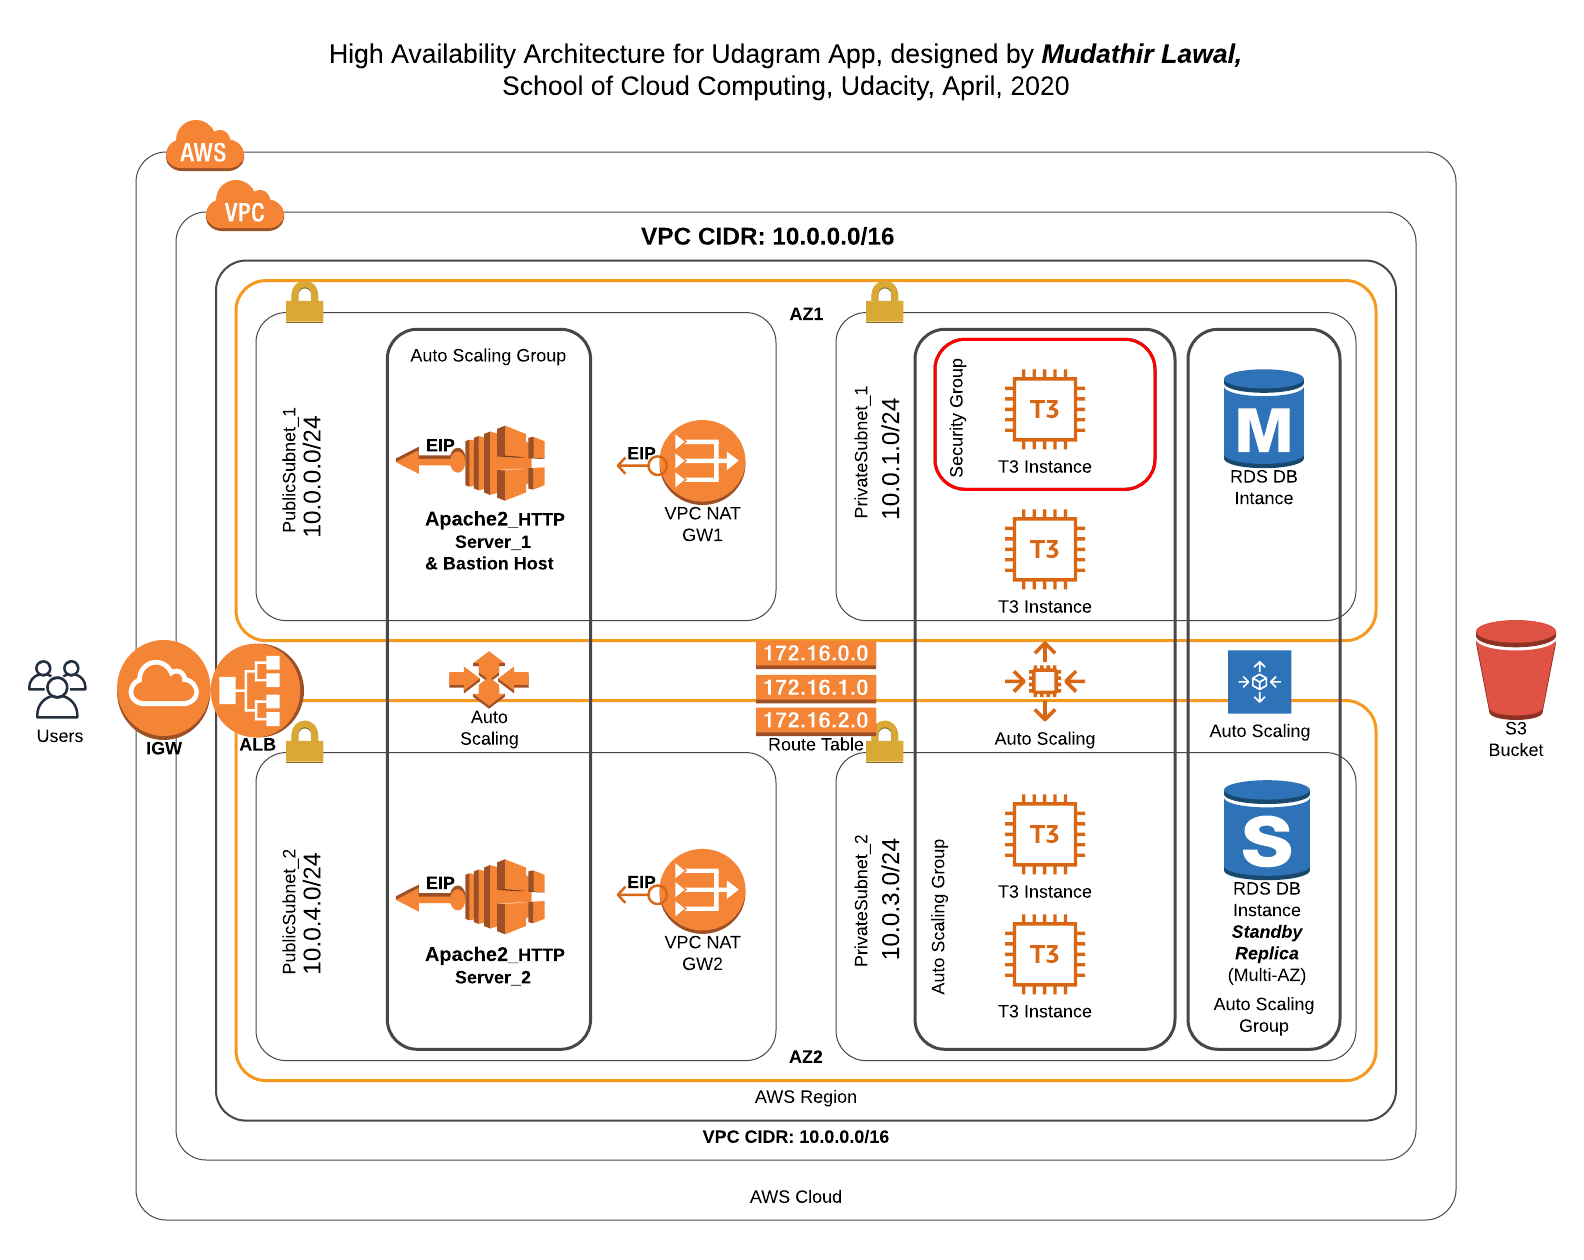 High Availability Architecture for Udagram App, designed by Mudathir Lawal,
School of Cloud Computing, Udacity, April, 2020
AWS
VPC
VPC CIDR: 10.0.0.0/16
AZ1
PublicSubnet_1
10.0.0.0/24
Auto Scaling Group
EIP
Apache2_HTTP
Server_1
& Bastion Host
EIP
VPC NAT
GW1
PrivateSubnet_1
10.0.1.0/24
Security Group
T3
T3 Instance
T3
T3 Instance
M
RDS DB
Intance
Users
IGW
ALB
Auto
Scaling
172.16.0.0
172.16.1.0
172.16.2.0
Route Table
Auto Scaling
Auto Scaling
S3
Bucket
PublicSubnet_2
10.0.4.0/24
EIP
Apache2_HTTP
Server_2
EIP
VPC NAT
GW2
PrivateSubnet_2
10.0.3.0/24
Auto Scaling Group
T3
T3 Instance
T3
T3 Instance
S
RDS DB
Instance
Standby
Replica
(Multi-AZ)
Auto Scaling
Group
AZ2
AWS Region
VPC CIDR: 10.0.0.0/16
AWS Cloud